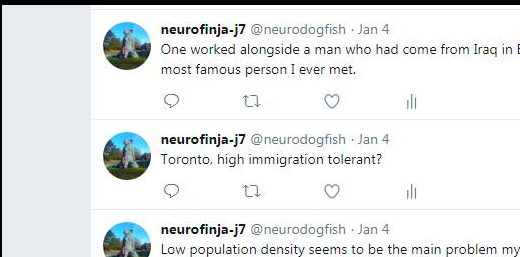 neurofinja-j7 @neurodogfish · Jan 4
One worked alongside a man who had come from Iraq in
most famous person I ever met.
neurofinja-j7 @neurodogfish · Jan 4
Toronto, high immigration tolerant?
neurofinja-j7 @neurodogfish · Jan 4
Low population density seems to be the main problem my